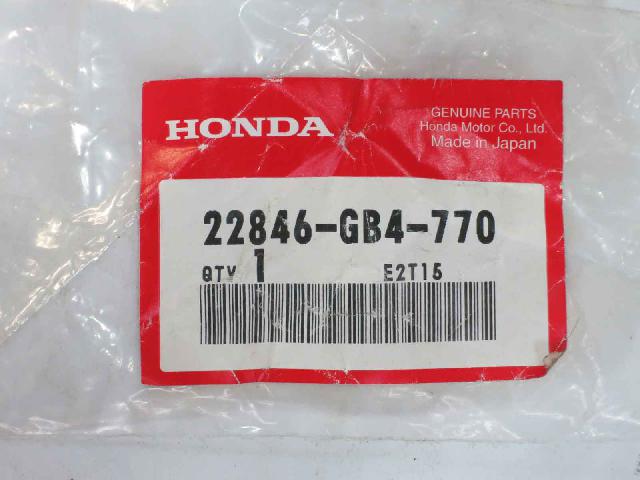 HONDA
GENUINE PARTS
Honda Motor Co., Ltd.
Made in Japan
22846-GB4-770
QTY 1 E2T15